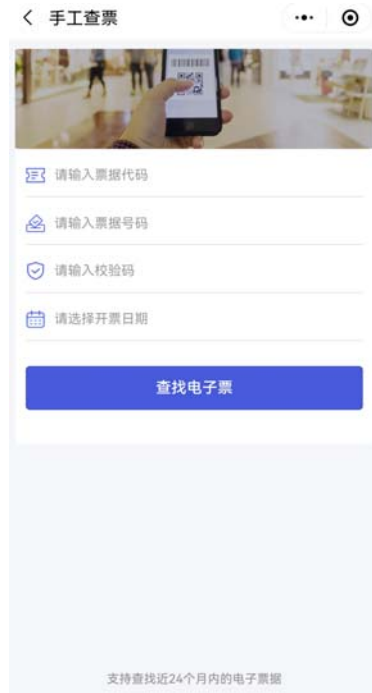 手工查票
请输入票据代码
请输入票据号码
请输入校验码
请选择开票日期
查找电子票
支持查找近24个月内的电子票据